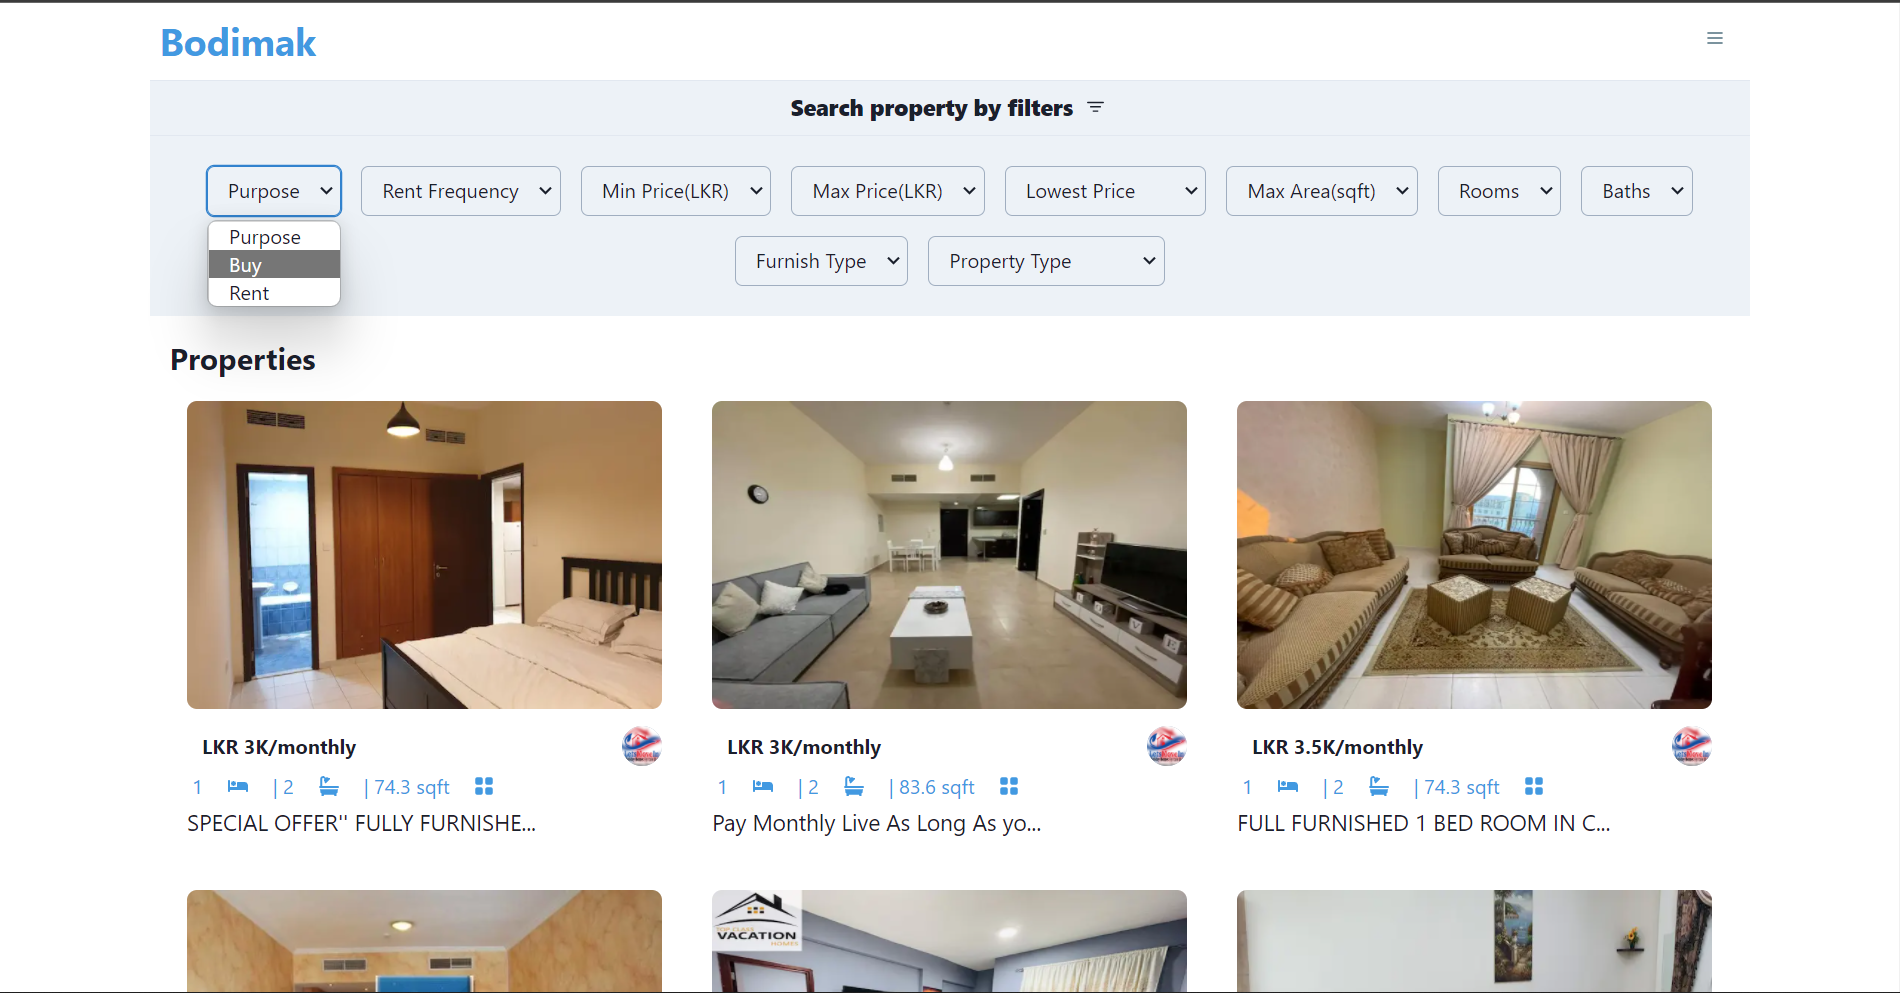 Bodimak
Search property by filters
Purpose
Rent Frequency
Min Price(LKR)
Max Price(LKR)
Lowest Price
Max Area(sqft)
Rooms
Baths
Purpose
Buy
Rent
Furnish Type
Property Type
Properties
LKR 3K/monthly
1 | 2 | 74.3 sqft
SPECIAL OFFER" FULLY FURNISHE...
LKR 3K/monthly
1 | 2 | 83.6 sqft
Pay Monthly Live As Long As yo...
LKR 3.5K/monthly
1 | 2 | 74.3 sqft
FULL FURNISHED 1 BED ROOM IN C...
TOP CLASS
VACATION
HOMES